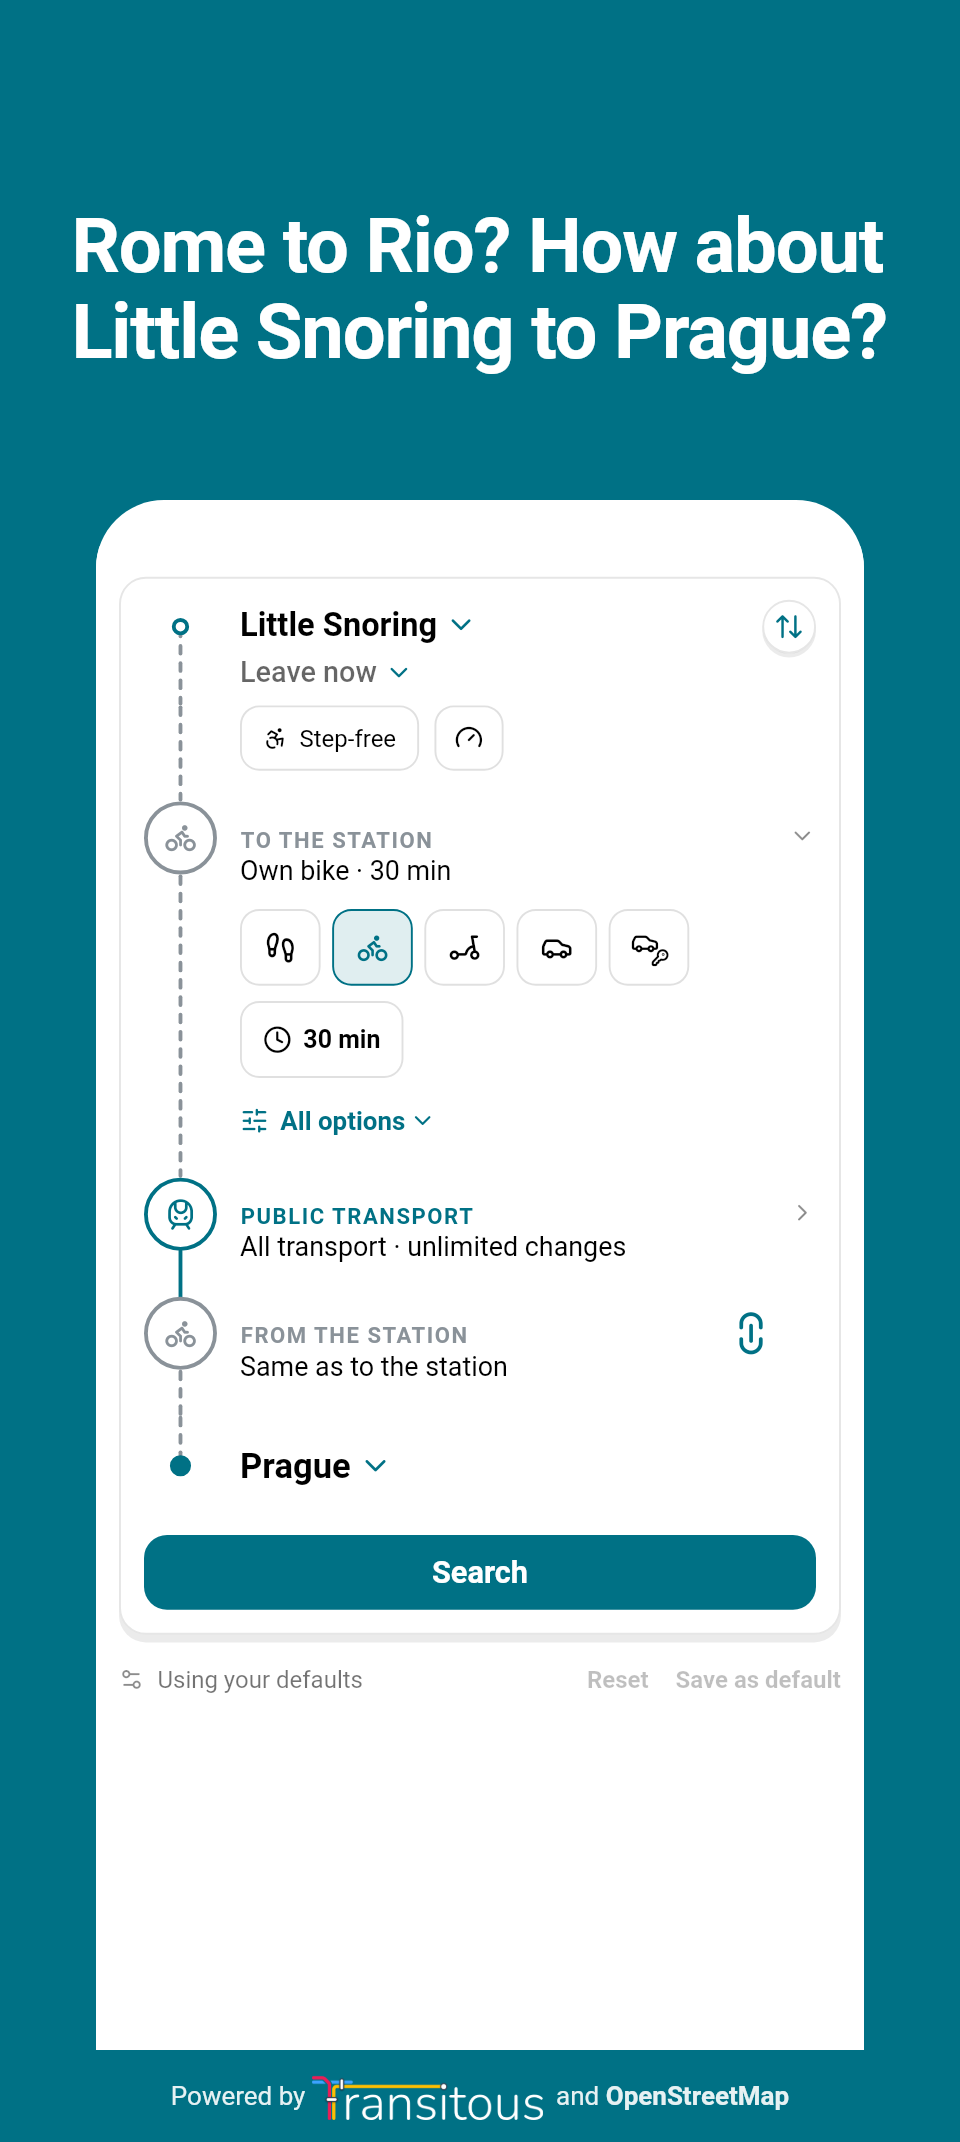 Rome to Rio? How about
Little Snoring to Prague?
Little Snoring
Leave now
Step-free
TO THE STATION
Own bike · 30 min
30 min
All options
PUBLIC TRANSPORT
All transport · unlimited changes
FROM THE STATION
Same as to the station
Prague
Search
Using your defaults Reset Save as default
Powered by Transitous and OpenStreetMap